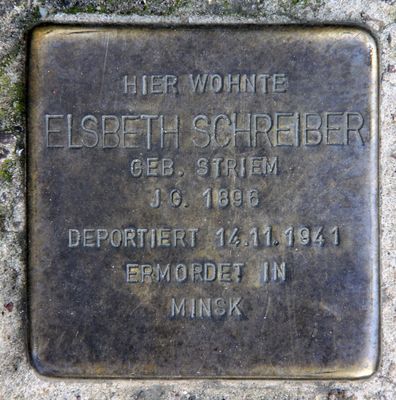 HIER WOHNTE
ELSBETH SCHREIBER
GEB. STRIEM
JG. 1896
DEPORTIERT 14.11.1941
ERMORDET IN
MINSK